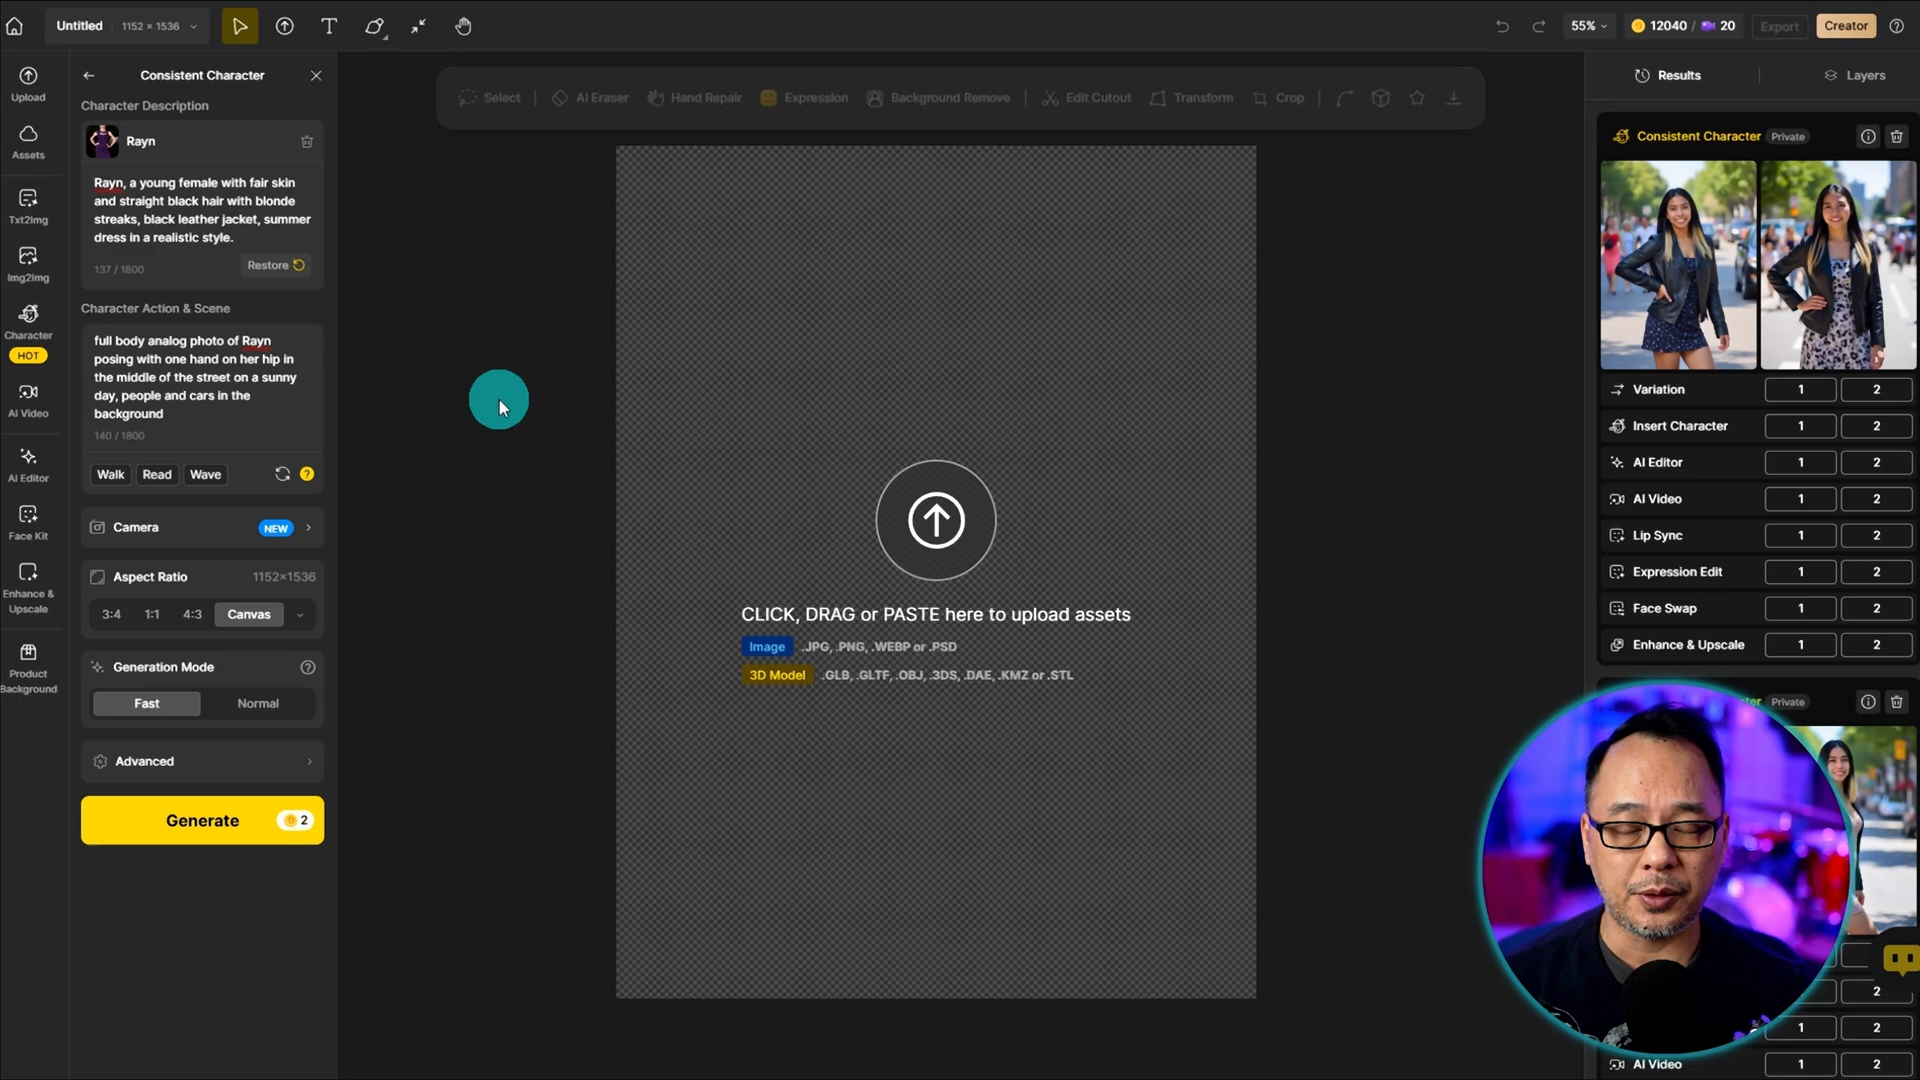 Untitled 1152 × 1536
55% 12040 / 20 Export Creator
Upload
Assets
Txt2Img
Img2Img
Character
HOT
AI Video
AI Editor
Face Kit
Enhance &
Upscale
Product
Background
Consistent Character
Character Description
Rayn
Rayn, a young female with fair skin
and straight black hair with blonde
streaks, black leather jacket, summer
dress in a realistic style.
137 / 1800 Restore
Character Action & Scene
full body analog photo of Rayn
posing with one hand on her hip in
the middle of the street on a sunny
day, people and cars in the
background
140 / 1800
Walk Read Wave ?
Camera NEW
Aspect Ratio 1152×1536
3:4 1:1 4:3 Canvas
Generation Mode
Fast Normal
Advanced
Generate 2
Select AI Eraser Hand Repair Expression Background Remove Edit Cutout Transform Crop
CLICK, DRAG or PASTE here to upload assets
Image .JPG, .PNG, .WEBP or .PSD
3D Model .GLB, .GLTF, .OBJ, .3DS, .DAE, .KMZ or .STL
Results Layers
Consistent Character Private
Variation 1 2
Insert Character 1 2
AI Editor 1 2
AI Video 1 2
Lip Sync 1 2
Expression Edit 1 2
Face Swap 1 2
Enhance & Upscale 1 2
Private
2
1 2
AI Video 1 2